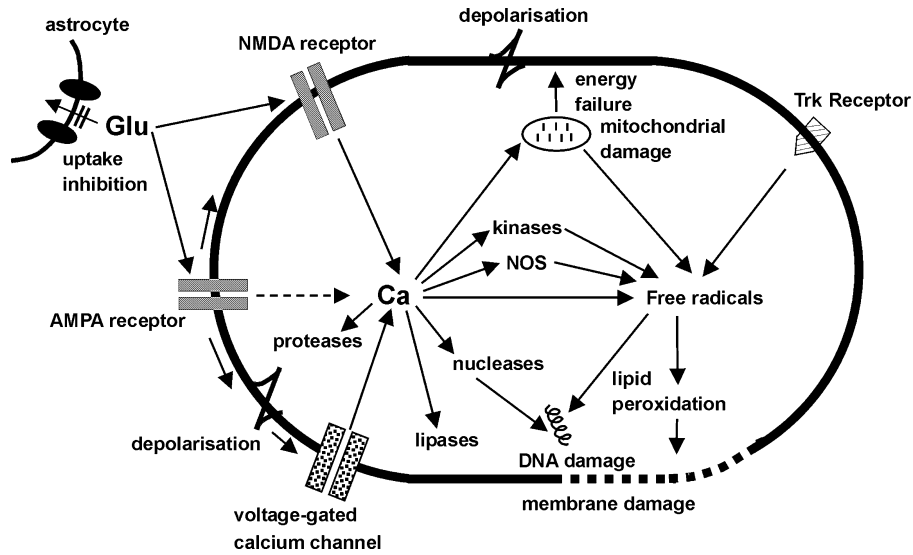 depolarisation
astrocyte
NMDA receptor
energy
failure
Trk Receptor
Glu
mitochondrial
damage
uptake
inhibition
kinases
NOS
Ca
Free radicals
AMPA receptor
proteases
nucleases
lipid
peroxidation
depolarisation
lipases
DNA damage
membrane damage
voltage-gated
calcium channel